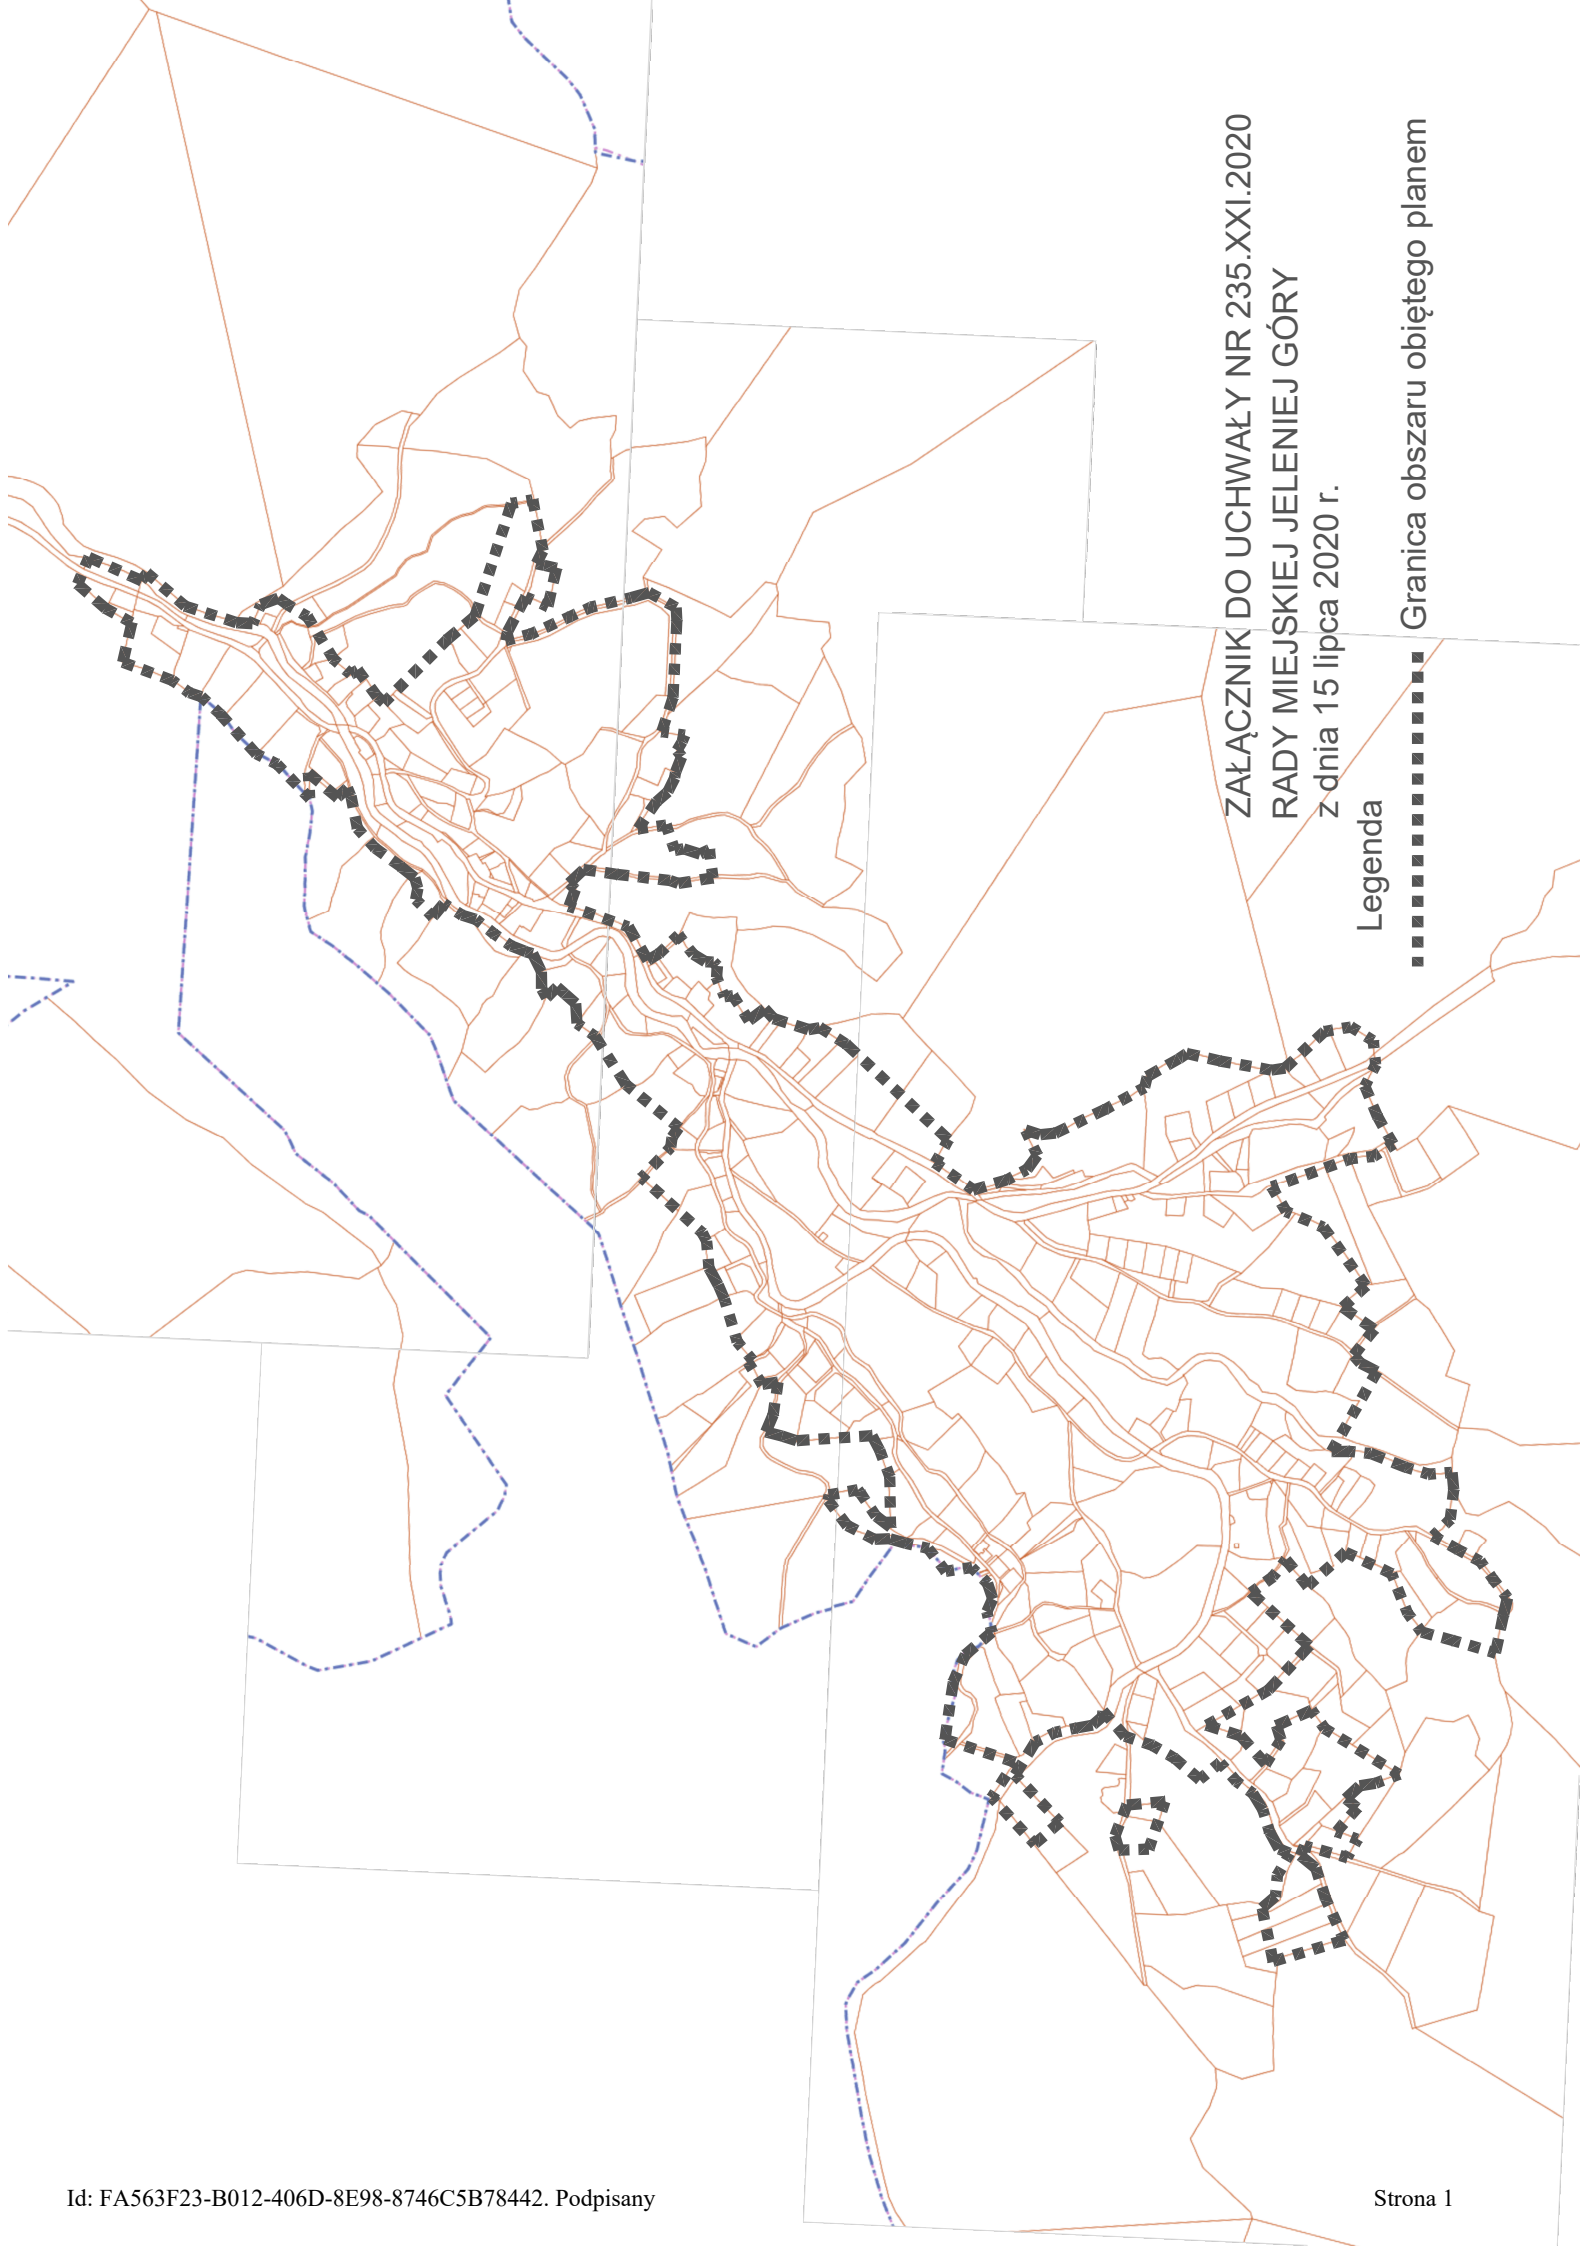 ZAŁĄCZNIK DO UCHWAŁY NR 235.XXI.2020
RADY MIEJSKIEJ JELENIEJ GÓRY
z dnia 15 lipca 2020 r.
Legenda
Granica obszaru obiętego planem
Id: FA563F23-B012-406D-8E98-8746C5B78442. Podpisany
Strona 1